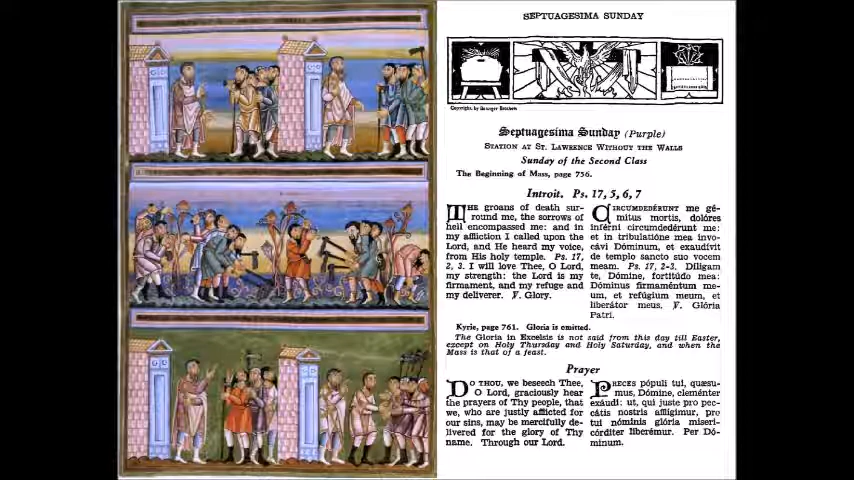 SEPTUAGESIMA SUNDAY
Copyright, by Benziger Brothers
Septuagesima Sunday (Purple)
STATION AT ST. LAWRENCE WITHOUT THE WALLS
Sunday of the Second Class
The Beginning of Mass, page 756.
Introit. Ps. 17, 5, 6, 7
THE groans of death sur-
round me, the sorrows of
hell encompassed me: and in
my affliction I called upon the
Lord, and He heard my voice,
from His holy temple. Ps. 17,
2, 3. I will love Thee, O Lord,
my strength: the Lord is my
firmament, and my refuge and
my deliverer. ℣. Glory.
CIRCUMDEDÉRUNT me gé-
mitus mortis, dolóres
inférni circumdedérunt me:
et in tribulatióne mea invo-
cávi Dóminum, et exaudívit
de templo sancto suo vocem
meam. Ps. 17, 2-3. Díligam
te, Dómine, fortitúdo mea:
Dóminus firmaméntum me-
um, et refúgium meum, et
liberátor meus. ℣. Glória
Patri.
Kyrie, page 761. Gloria is emitted.
The Gloria in Excelsis is not said from this day till Easter,
except on Holy Thursday and Holy Saturday, and when the
Mass is that of a feast.
Prayer
DO THOU, we beseech Thee,
O Lord, graciously hear
the prayers of Thy people, that
we, who are justly afflicted for
our sins, may be mercifully de-
livered for the glory of Thy
name. Through our Lord.
PRECES pópuli tui, quæsu-
mus, Dómine, cleménter
exáudi: ut, qui juste pro pec-
cátis nostris afflígimur, pro
tui nóminis glória miseri-
córditer liberémur. Per Dó-
minum.